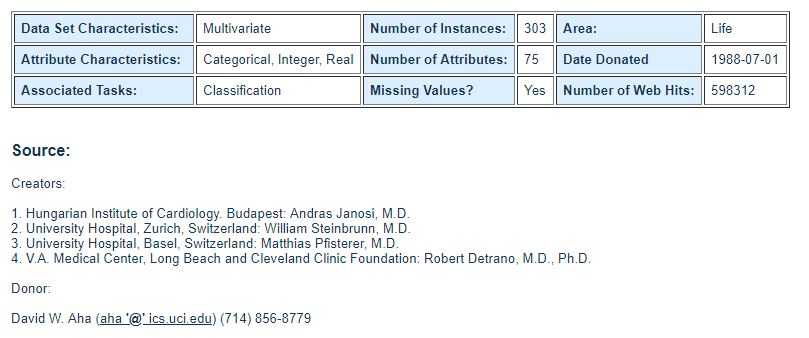 Data Set Characteristics: Multivariate Number of Instances: 303 Area: Life
Attribute Characteristics: Categorical, Integer, Real Number of Attributes: 75 Date Donated 1988-07-01
Associated Tasks: Classification Missing Values? Yes Number of Web Hits: 598312
Source:
Creators:
1. Hungarian Institute of Cardiology. Budapest: Andras Janosi, M.D.
2. University Hospital, Zurich, Switzerland: William Steinbrunn, M.D.
3. University Hospital, Basel, Switzerland: Matthias Pfisterer, M.D.
4. V.A. Medical Center, Long Beach and Cleveland Clinic Foundation: Robert Detrano, M.D., Ph.D.
Donor:
David W. Aha (aha '@' ics.uci.edu) (714) 856-8779